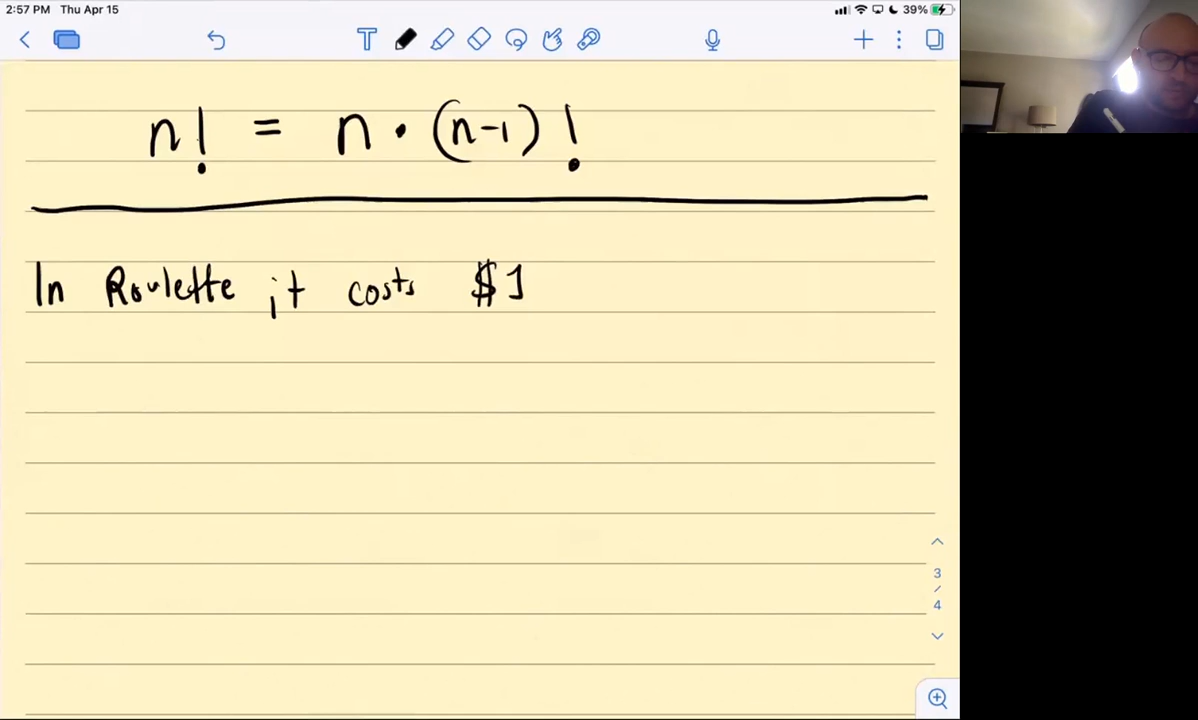 2:57 PM Thu Apr 15 39%
n! = n · (n-1)!
In Roulette it costs $1
3
/
4